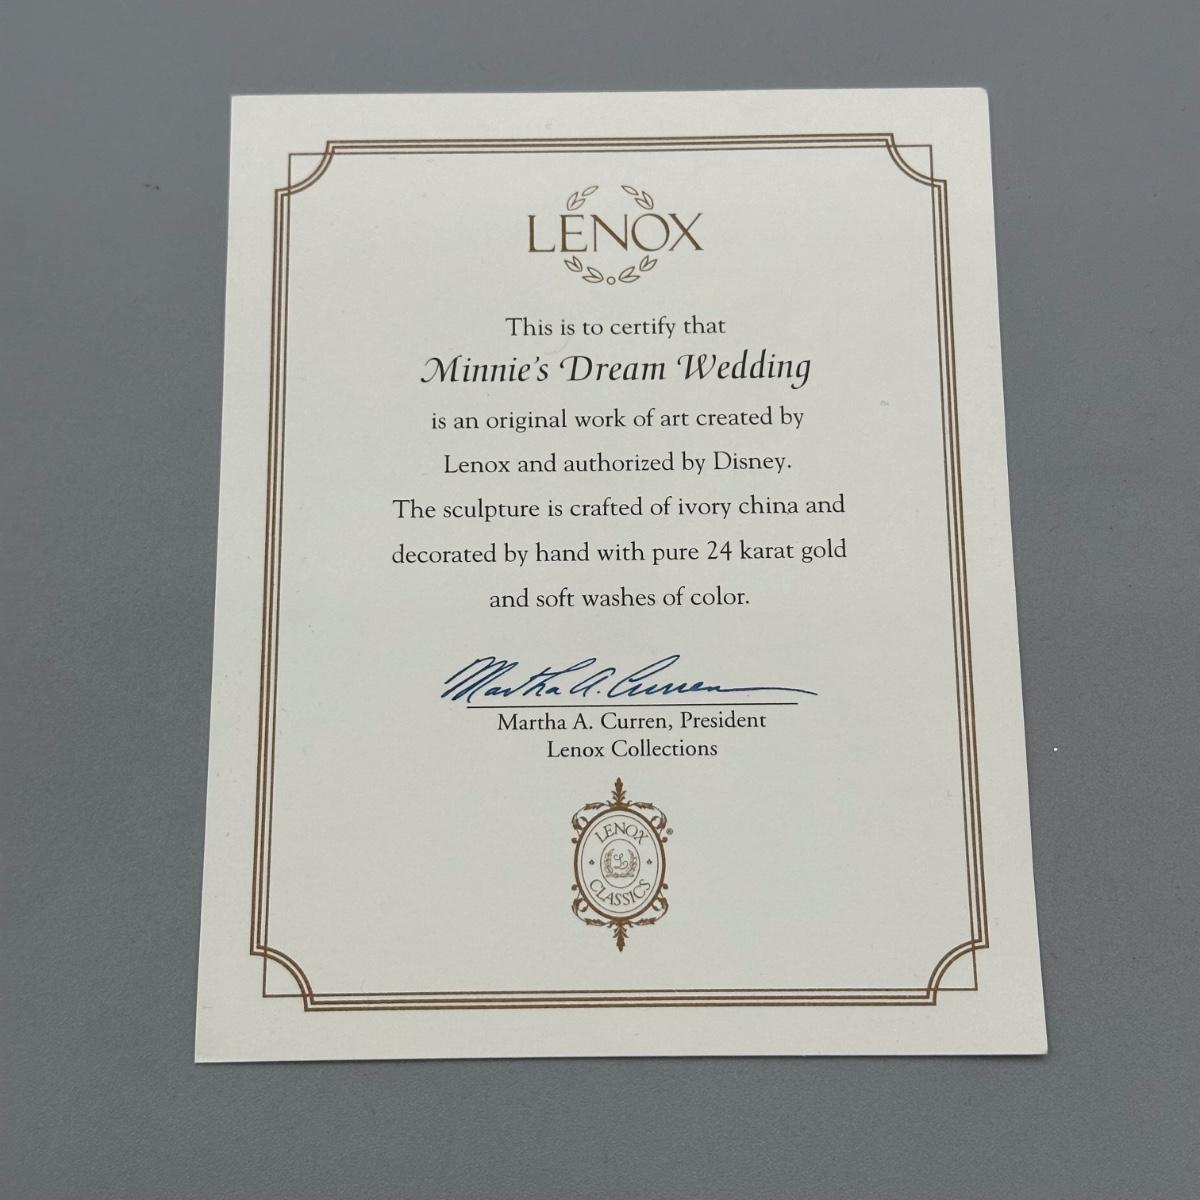 LENOX
This is to certify that
Minnie's Dream Wedding
is an original work of art created by
Lenox and authorized by Disney.
The sculpture is crafted of ivory china and
decorated by hand with pure 24 karat gold
and soft washes of color.
Martha A. Curren
Martha A. Curren, President
Lenox Collections
LENOX
L
®
CLASSICS